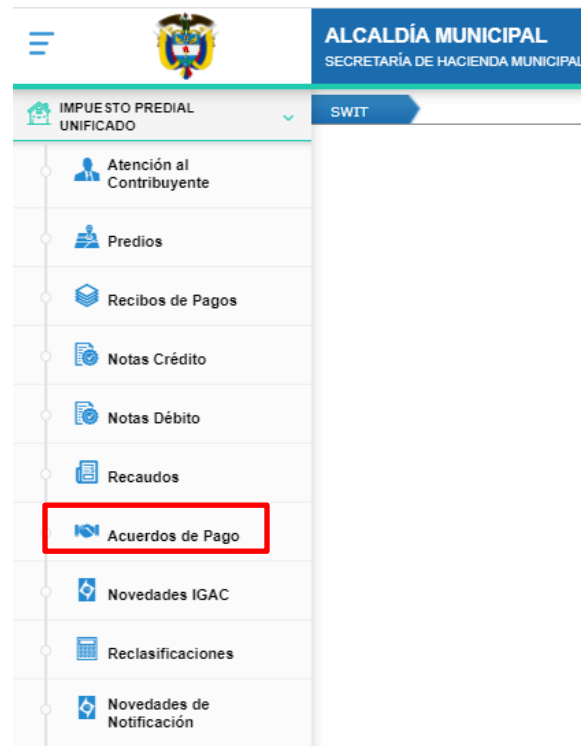 ALCALDÍA MUNICIPAL
SECRETARÍA DE HACIENDA MUNICIPAL
IMPUESTO PREDIAL
UNIFICADO
SWIT
Atención al
Contribuyente
Predios
Recibos de Pagos
Notas Crédito
Notas Débito
Recaudos
Acuerdos de Pago
Novedades IGAC
Reclasificaciones
Novedades de
Notificación